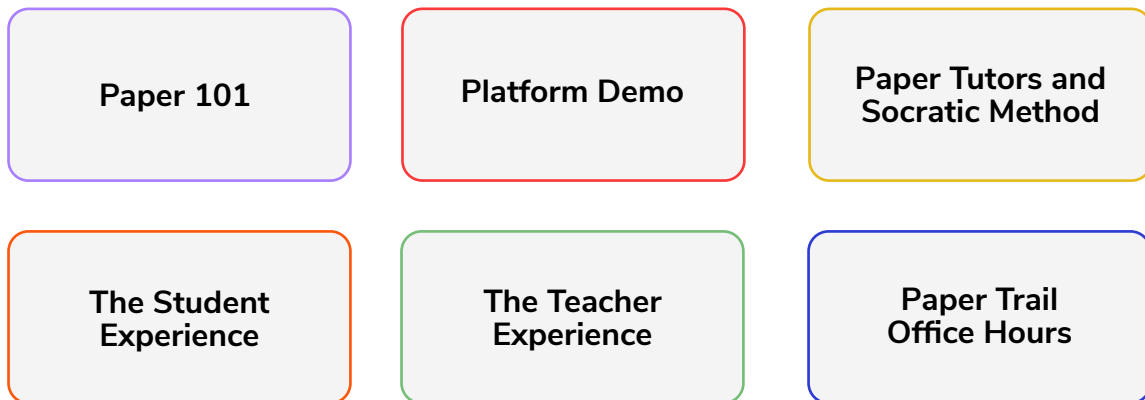 Paper 101
Platform Demo
Paper Tutors and
Socratic Method
The Student
Experience
The Teacher
Experience
Paper Trail
Office Hours